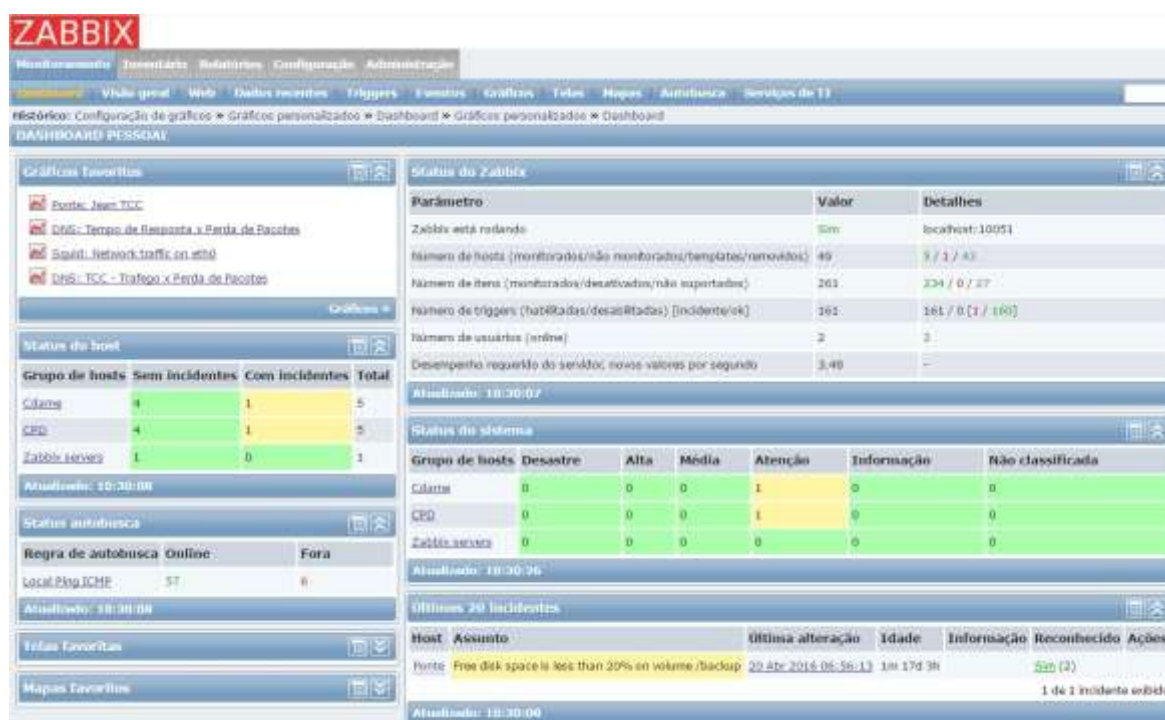 ZABBIX
Monitoramento Inventário Relatórios Configuração Administração
Dashboard Visão geral Web Dados recentes Triggers Eventos Gráficos Telas Mapas Autobusca Serviços de TI
Histórico: Configuração de gráficos » Gráficos personalizados » Dashboard » Gráficos personalizados » Dashboard
DASHBOARD PESSOAL
Gráficos favoritos
Ponte: Jean TCC
DNS: Tempo de Resposta x Perda de Pacotes
Squid: Network traffic on eth0
DNS: TCC - Trafego x Perda de Pacotes
Gráficos »
Status do host
Grupo de hosts Sem incidentes Com incidentes Total
Cdame 4 1 5
CPD 4 1 5
Zabbix servers 1 0 1
Atualizado: 10:30:08
Status autobusca
Regra de autobusca Online Fora
Local Ping ICMP 57
Atualizado: 10:30:08
Telas favoritas
Mapas favoritos
Status do Zabbix
Parâmetro Valor Detalhes
Zabbix está rodando Sim localhost:10051
Número de hosts (monitorados/não monitorados/templates/removidos) 49 5 / 1 / 43
Número de itens (monitorados/desativados/não suportados) 261 234 / 0 / 27
Número de triggers (habilitadas/desabilitadas) [incidente/ok] 161 161 / 0 [1 / 160]
Número de usuários (online) 2 2
Desempenho requerido do servidor, novos valores por segundo 3.48 -
Atualizado: 10:30:07
Status do sistema
Grupo de hosts Desastre Alta Média Atenção Informação Não classificada
Cdame 0 0 0 1 0 0
CPD 0 0 0 1 0 0
Zabbix servers 0 0 0 0 0 0
Atualizado: 10:30:36
Últimos 20 incidentes
Host Assunto Última alteração Idade Informação Reconhecido Ações
Ponte Free disk space is less than 20% on volume /backup 20 Abr 2016 06:56:13 1m 17d 3h Sim (2)
1 de 1 incidente exibido
Atualizado: 10:30:00